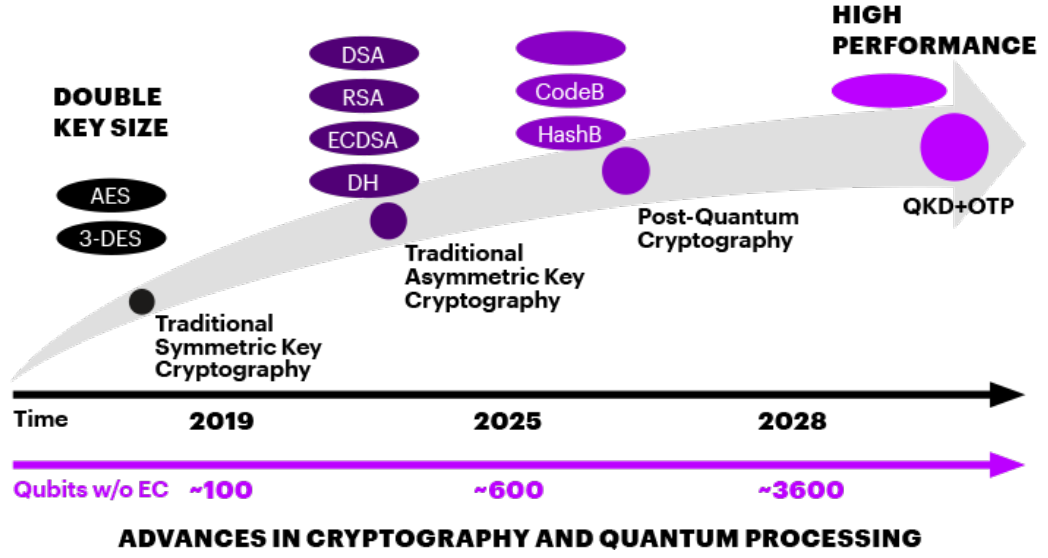 HIGH
PERFORMANCE
DOUBLE
KEY SIZE
AES
3-DES
DSA
RSA
ECDSA
DH
CodeB
HashB
Traditional
Symmetric Key
Cryptography
Traditional
Asymmetric Key
Cryptography
Post-Quantum
Cryptography
QKD+OTP
Time 2019 2025 2028
Qubits w/o EC ~100 ~600 ~3600
ADVANCES IN CRYPTOGRAPHY AND QUANTUM PROCESSING